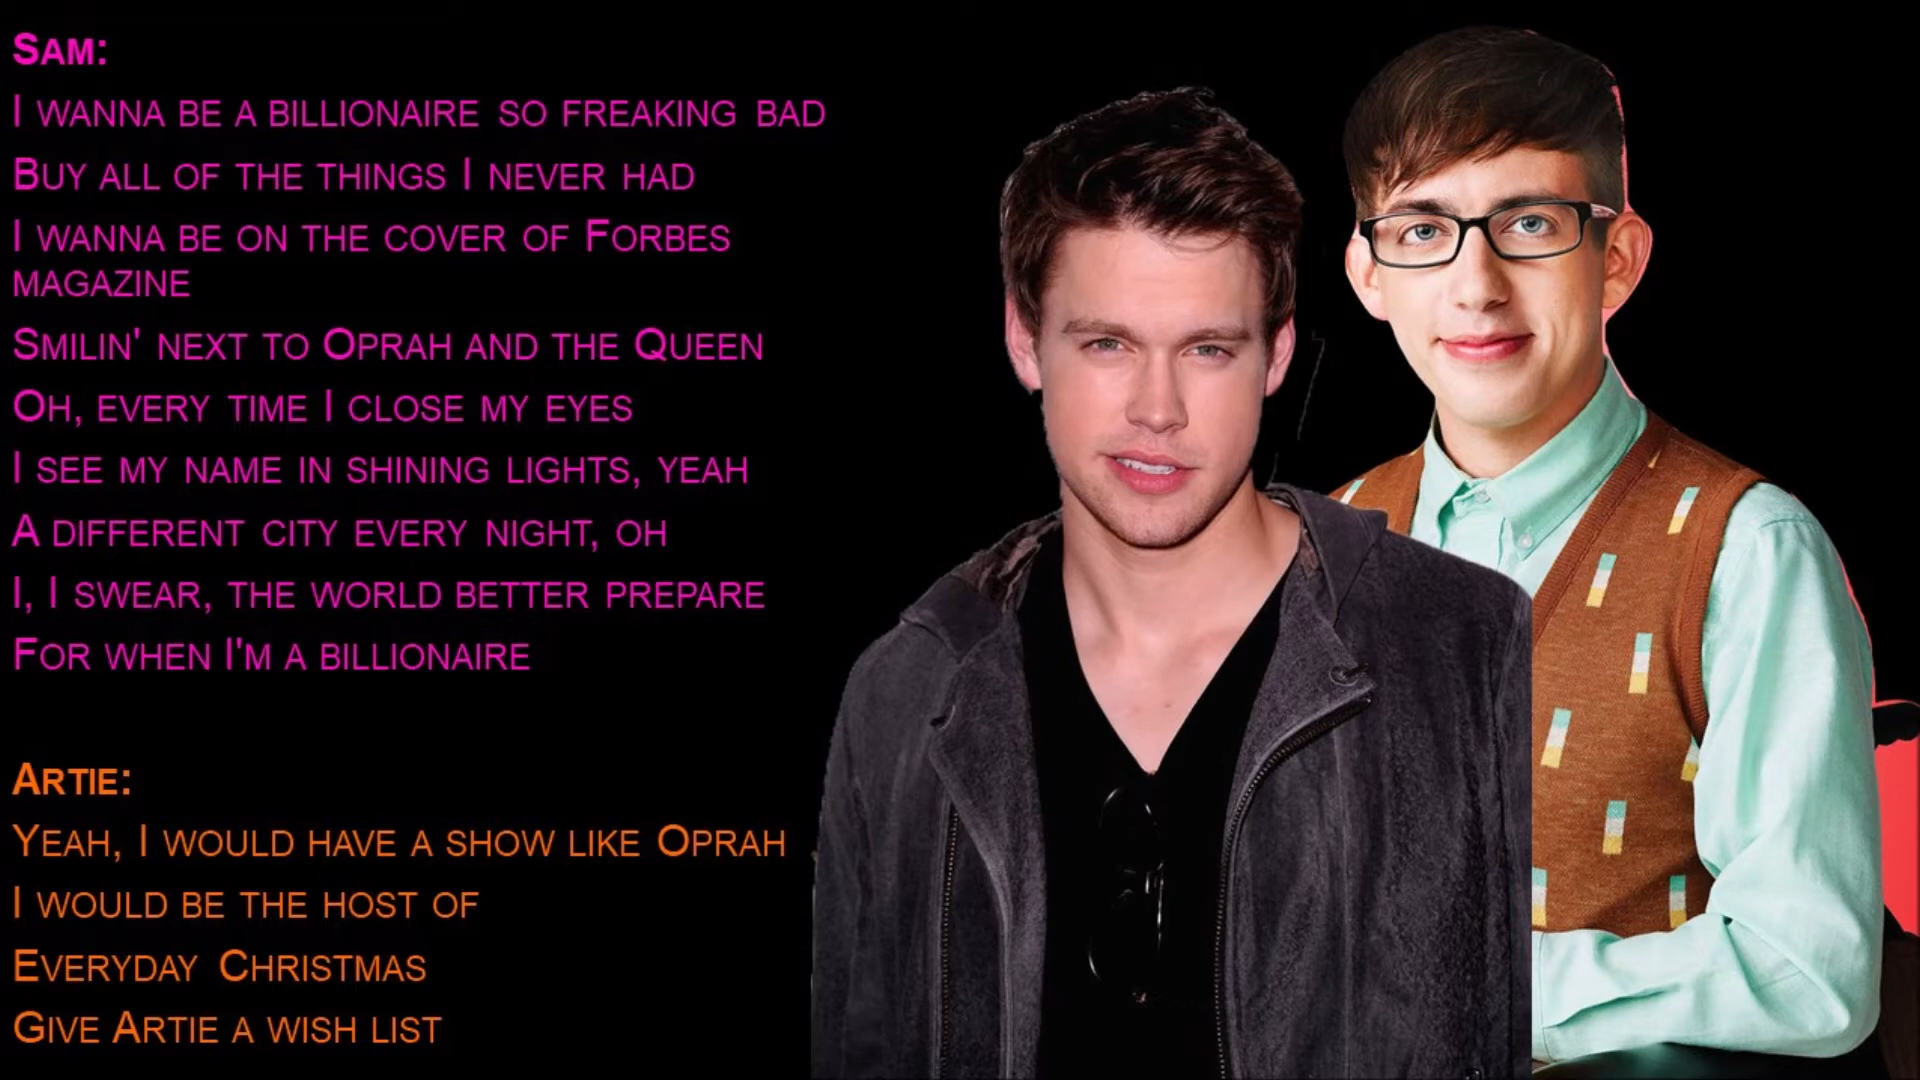 Sam:
I wanna be a billionaire so freaking bad
Buy all of the things I never had
I wanna be on the cover of Forbes
magazine
Smilin' next to Oprah and the Queen
Oh, every time I close my eyes
I see my name in shining lights, yeah
A different city every night, oh
I, I swear, the world better prepare
For when I'm a billionaire
Artie:
Yeah, I would have a show like Oprah
I would be the host of
Everyday Christmas
Give Artie a wish list